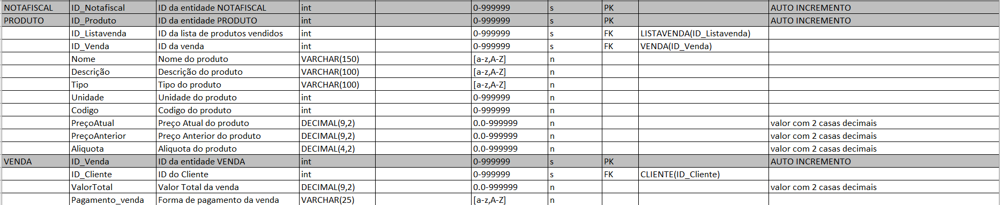 NOTAFISCAL ID_Notafiscal ID da entidade NOTAFISCAL int 0-999999 s PK AUTO INCREMENTO
PRODUTO ID_Produto ID da entidade PRODUTO int 0-999999 s PK AUTO INCREMENTO
ID_Listavenda ID da lista de produtos vendidos int 0-999999 s FK LISTAVENDA(ID_Listavenda)
ID_Venda ID da venda int 0-999999 s FK VENDA(ID_Venda)
Nome Nome do produto VARCHAR(150) [a-z,A-Z] n
Descrição Descrição do produto VARCHAR(100) [a-z,A-Z] n
Tipo Tipo do produto VARCHAR(100) [a-z,A-Z] n
Unidade Unidade do produto int 0-999999 n
Codigo Codigo do produto int 0-999999 n
PreçoAtual Preço Atual do produto DECIMAL(9,2) 0.0-999999 n valor com 2 casas decimais
PreçoAnterior Preço Anterior do produto DECIMAL(9,2) 0.0-999999 n valor com 2 casas decimais
Aliquota Aliquota do produto DECIMAL(4,2) 0.0-999999 n valor com 2 casas decimais
VENDA ID_Venda ID da entidade VENDA int 0-999999 s PK AUTO INCREMENTO
ID_Cliente ID do Cliente int 0-999999 s FK CLIENTE(ID_Cliente)
ValorTotal Valor Total da venda DECIMAL(9,2) 0.0-999999 n valor com 2 casas decimais
Pagamento_venda Forma de pagamento da venda VARCHAR(25) [a-z,A-Z] n